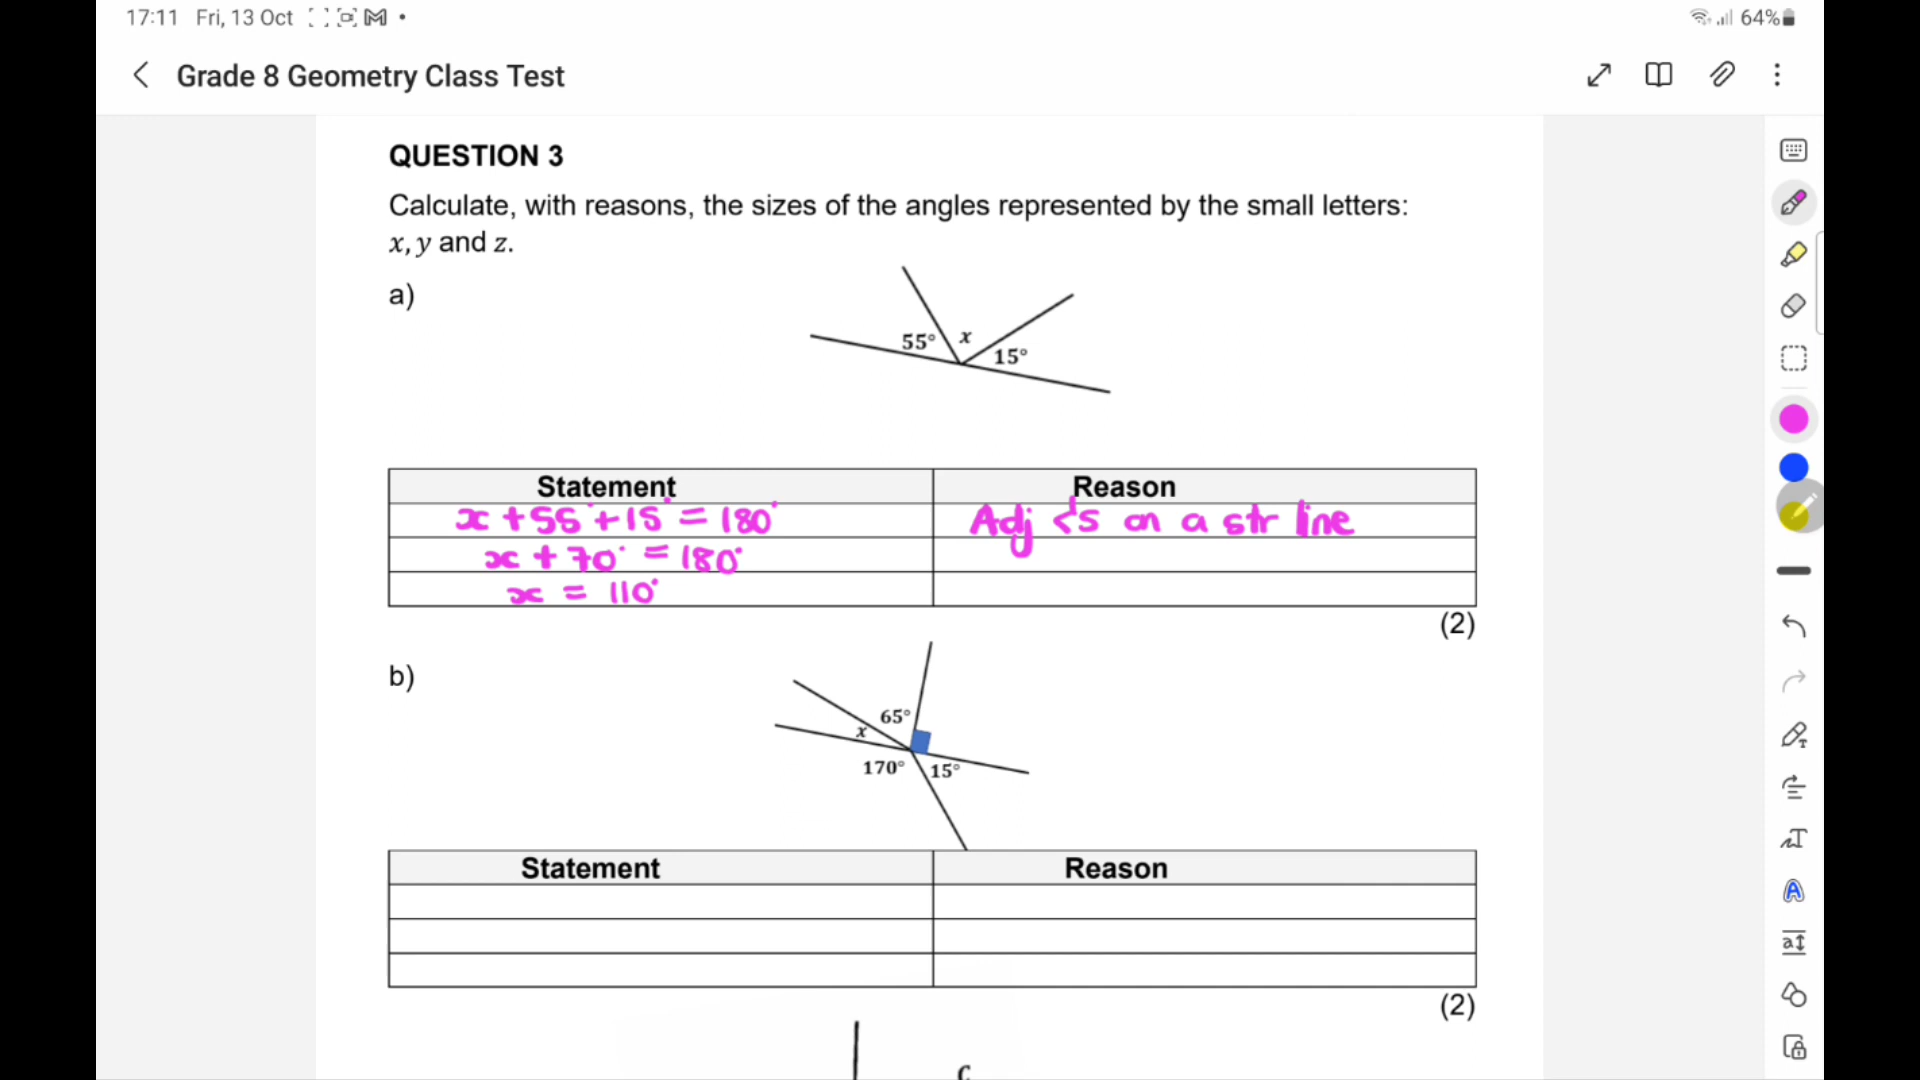 17:11 Fri, 13 Oct
64%
Grade 8 Geometry Class Test
QUESTION 3
Calculate, with reasons, the sizes of the angles represented by the small letters:
x, y and z.
a)
55° x 15°
Statement Reason
x + 55° + 15° = 180° Adj <s on a str line
x + 70° = 180°
x = 110°
(2)
b)
65°
x
170° 15°
Statement Reason
(2)
C